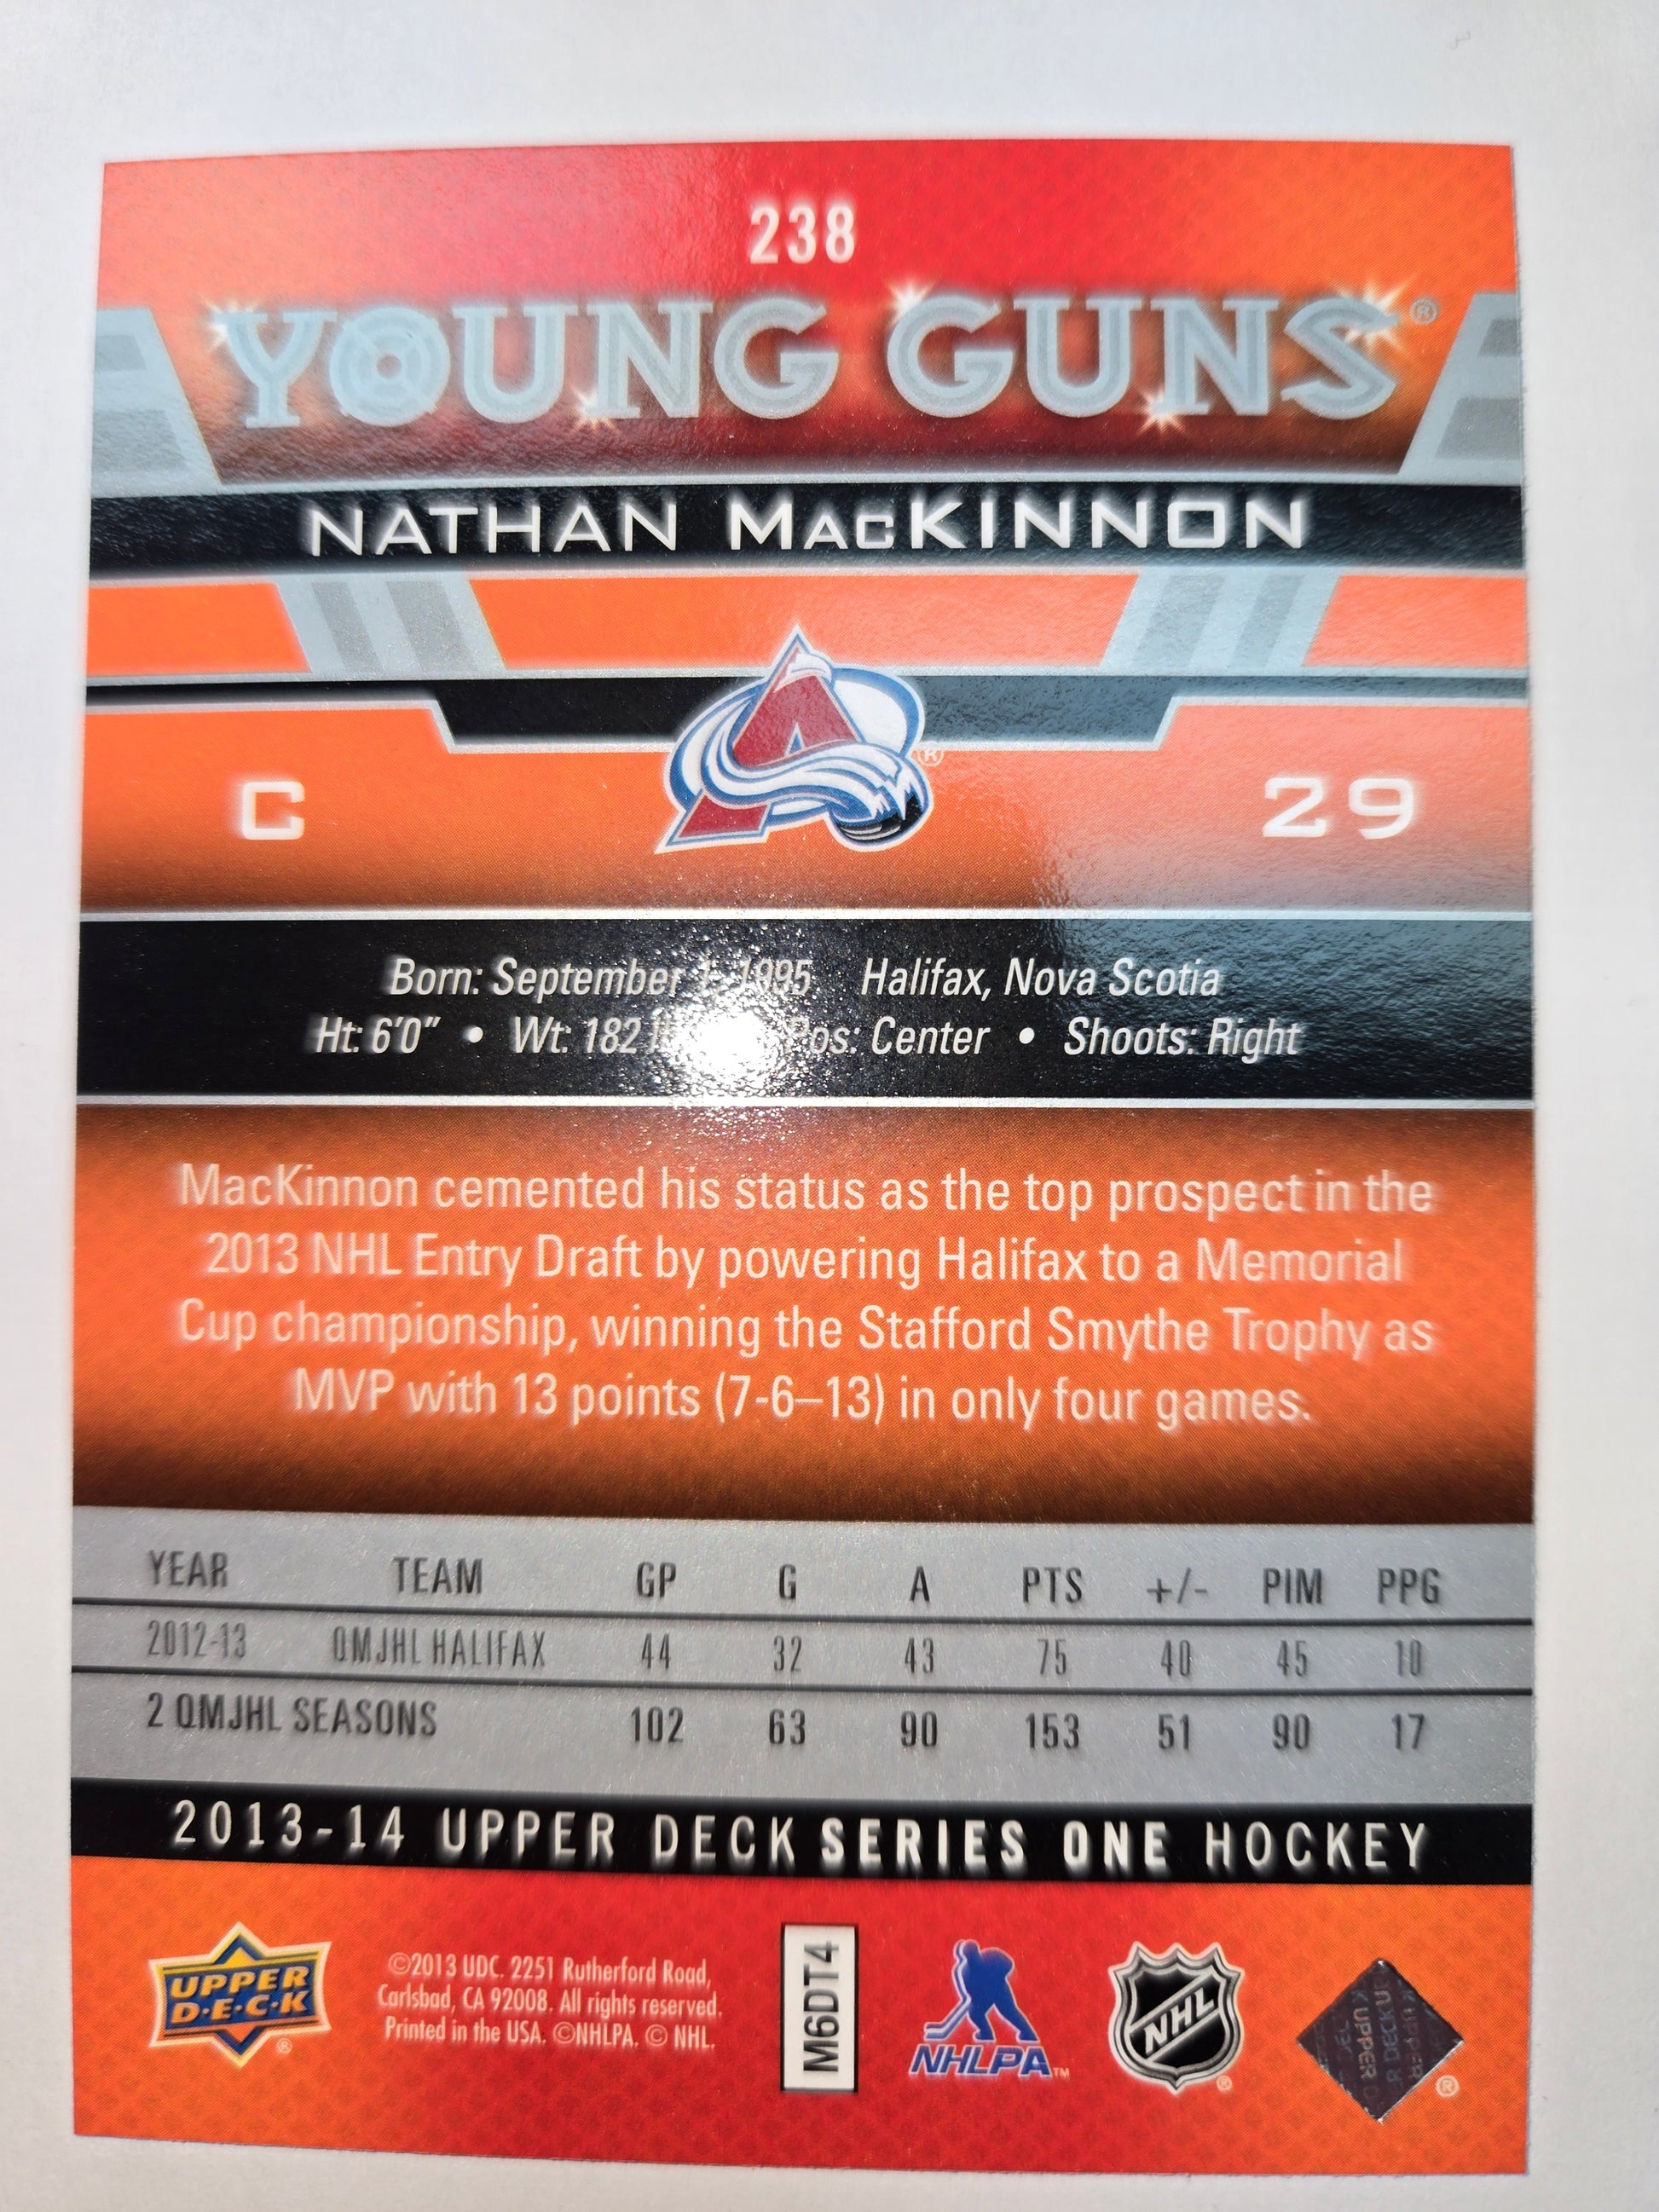 238
YOUNG GUNS®
NATHAN MacKINNON
C 29
Born: September 1, 1995 Halifax, Nova Scotia
Ht: 6'0" • Wt: 182 Pos: Center • Shoots: Right
MacKinnon cemented his status as the top prospect in the
2013 NHL Entry Draft by powering Halifax to a Memorial
Cup championship, winning the Stafford Smythe Trophy as
MVP with 13 points (7-6–13) in only four games.
YEAR TEAM GP G A PTS +/- PIM PPG
2012-13 QMJHL HALIFAX 44 32 43 75 40 45 10
2 QMJHL SEASONS 102 63 90 153 51 90 17
2013-14 UPPER DECK SERIES ONE HOCKEY
UPPER
D·E·C·K
®
©2013 UDC. 2251 Rutherford Road,
Carlsbad, CA 92008. All rights reserved.
Printed in the USA. ©NHLPA. © NHL.
M6DT4
NHLPA™
NHL
®
UPPER
R DECK
®